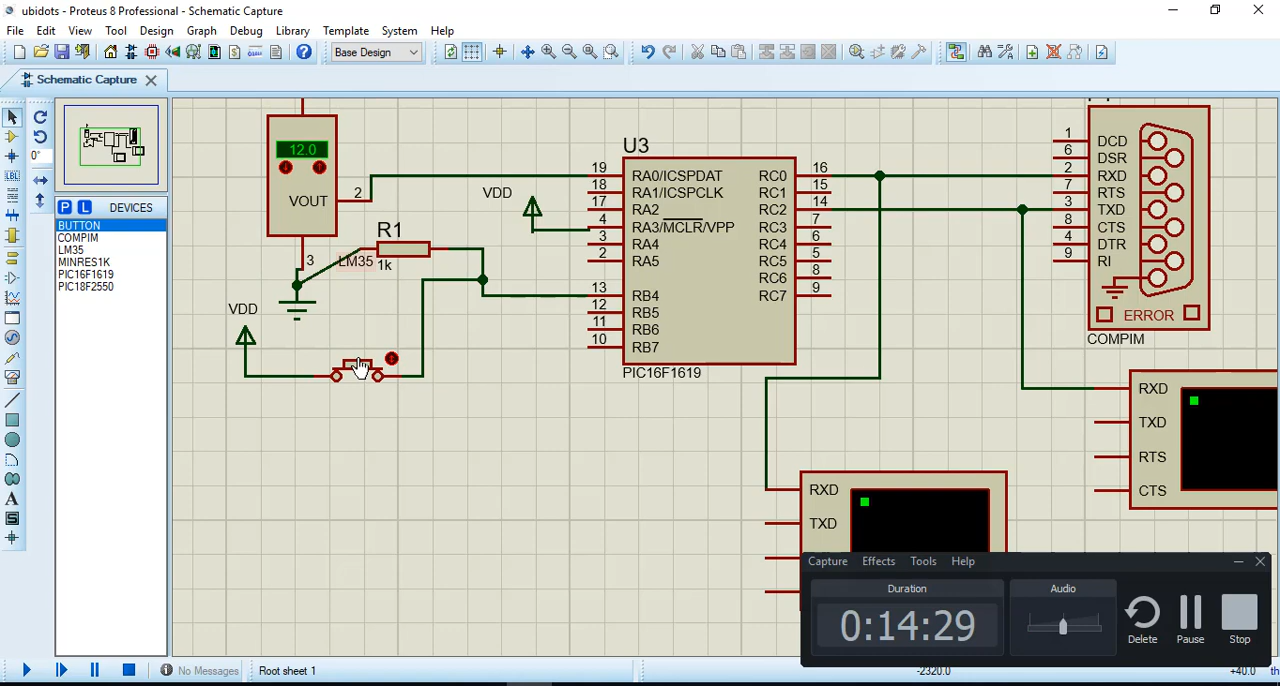 ubidots - Proteus 8 Professional - Schematic Capture
File Edit View Tool Design Graph Debug Library Template System Help
Base Design
Schematic Capture
0°
LBL
P L DEVICES
BUTTON
COMPIM
LM35
MINRES1K
PIC16F1619
PIC18F2550
12.0
VOUT
2
3
LM35
R1
1k
VDD
VDD
U3
19 RA0/ICSPDAT
18 RA1/ICSPCLK
17 RA2
4 RA3/MCLR/VPP
3 RA4
2 RA5
13 RB4
12 RB5
11 RB6
10 RB7
RC0 16
RC1 15
RC2 14
RC3 7
RC4 6
RC5 5
RC6 8
RC7 9
PIC16F1619
1 DCD
6 DSR
2 RXD
7 RTS
3 TXD
8 CTS
4 DTR
9 RI
ERROR
COMPIM
RXD
TXD
RTS
CTS
RXD
TXD
Capture Effects Tools Help
Duration
0:14:29
Audio
Delete
Pause
Stop
No Messages
Root sheet 1
-2320.0
+40.0
th